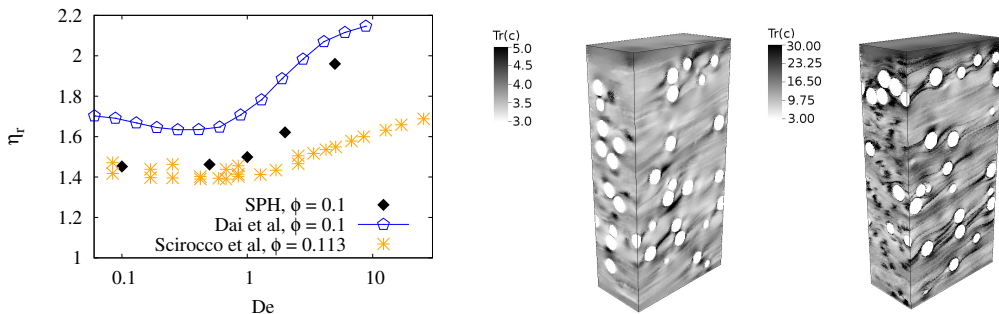 2.2
2
1.8
1.6
1.4
1.2
1
ηr
0.1
1
10
De
SPH, ϕ = 0.1
Dai et al, ϕ = 0.1
Scirocco et al, ϕ = 0.113
Tr(c)
5.0
4.5
4.0
3.5
3.0
Tr(c)
30.00
23.25
16.50
9.75
3.00